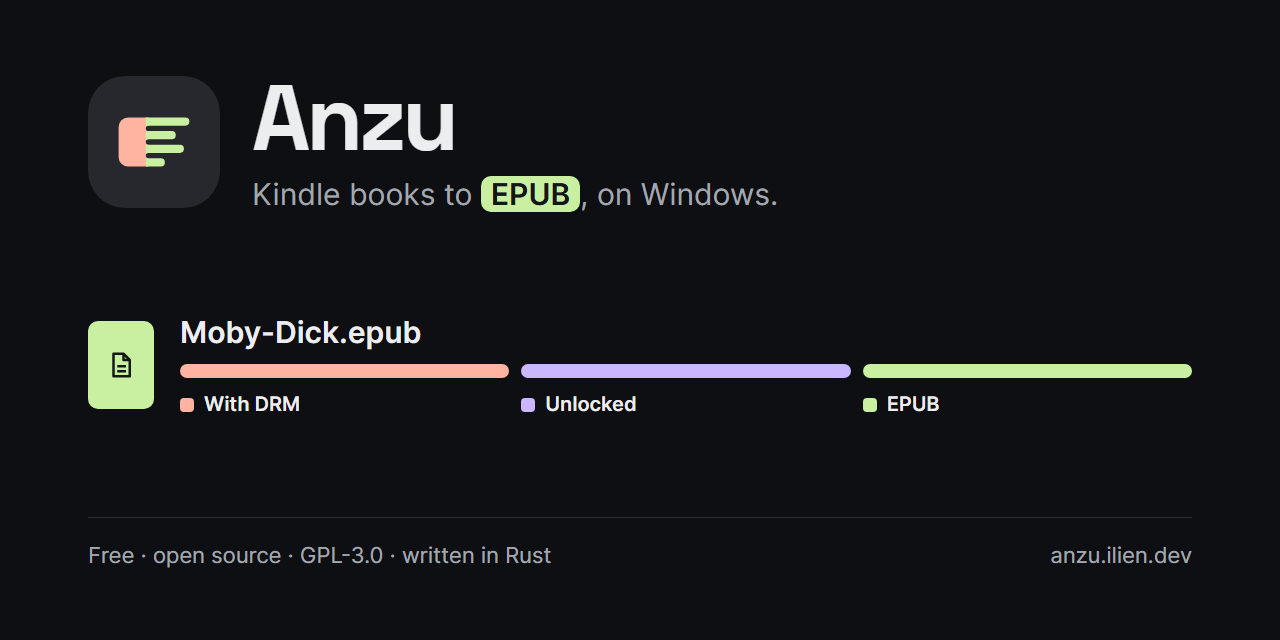 Anzu
Kindle books to EPUB, on Windows.
Moby-Dick.epub
With DRM
Unlocked
EPUB
Free · open source · GPL-3.0 · written in Rust
anzu.ilien.dev